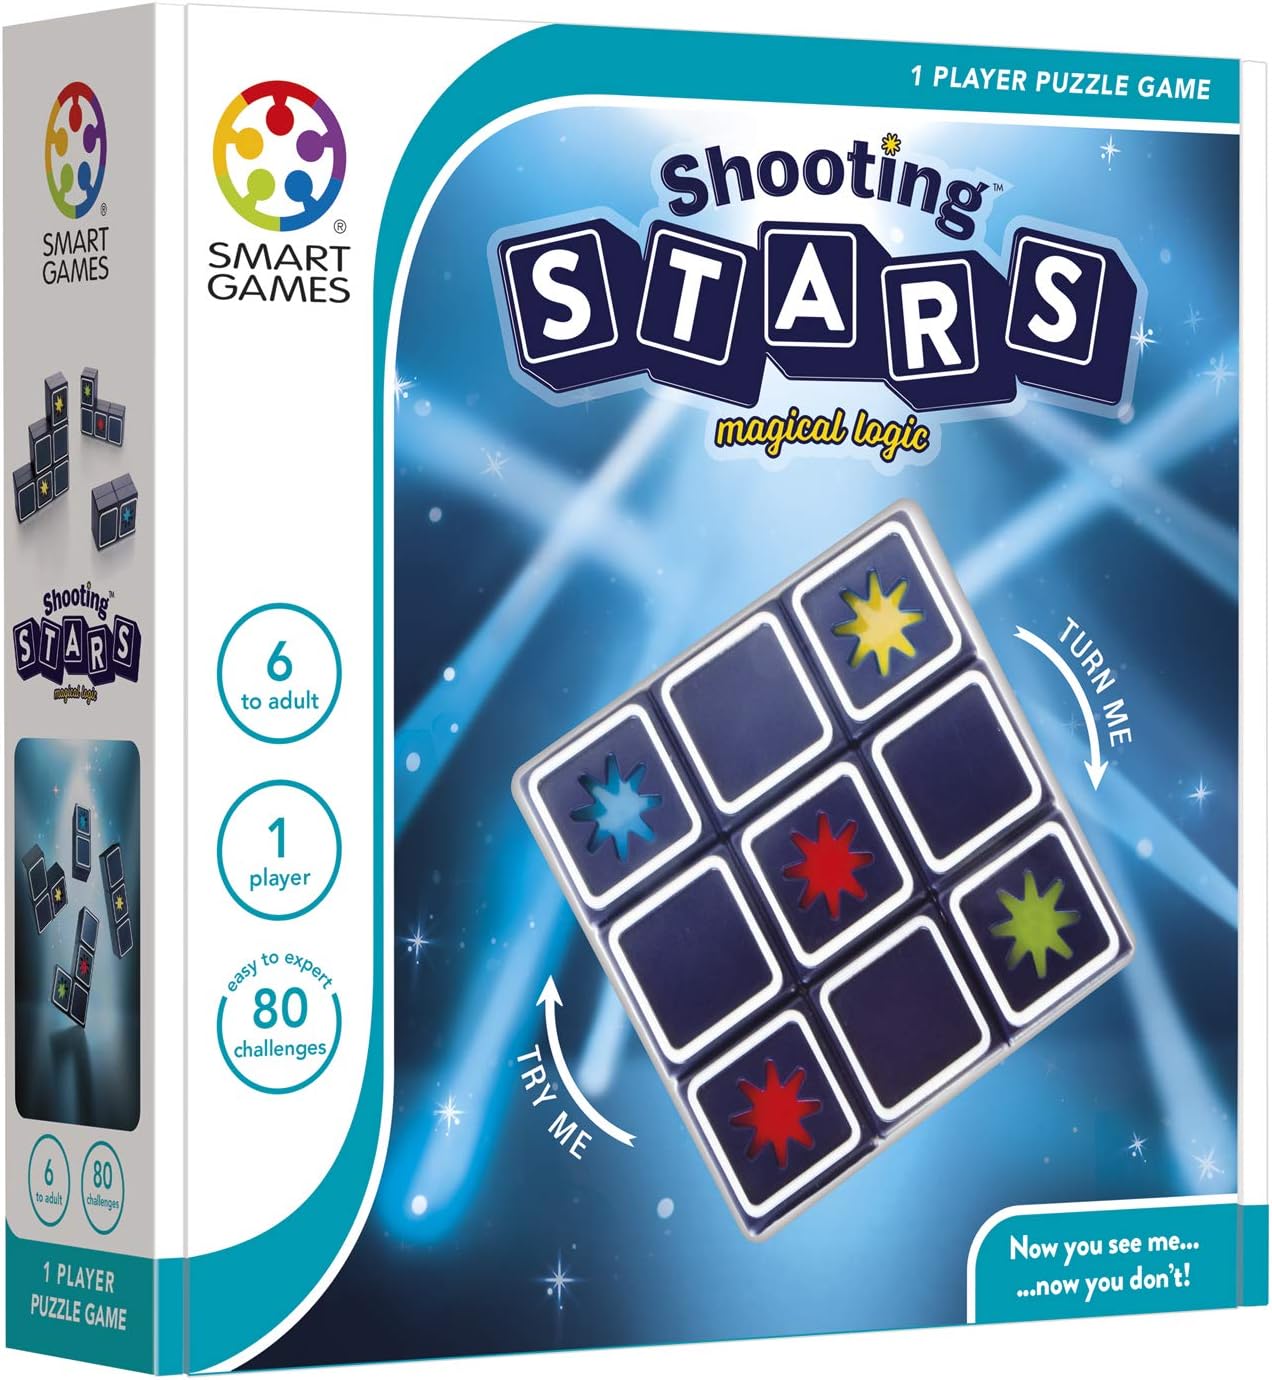 SMART
GAMES
®
Shooting™
STARS
magical logic
6
to adult
80
challenges
1 PLAYER
PUZZLE GAME
SMART
GAMES
®
1 PLAYER PUZZLE GAME
Shooting™
STARS
magical logic
6
to adult
1
player
easy to expert
80
challenges
TURN ME
TRY ME
Now you see me...
...now you don't!